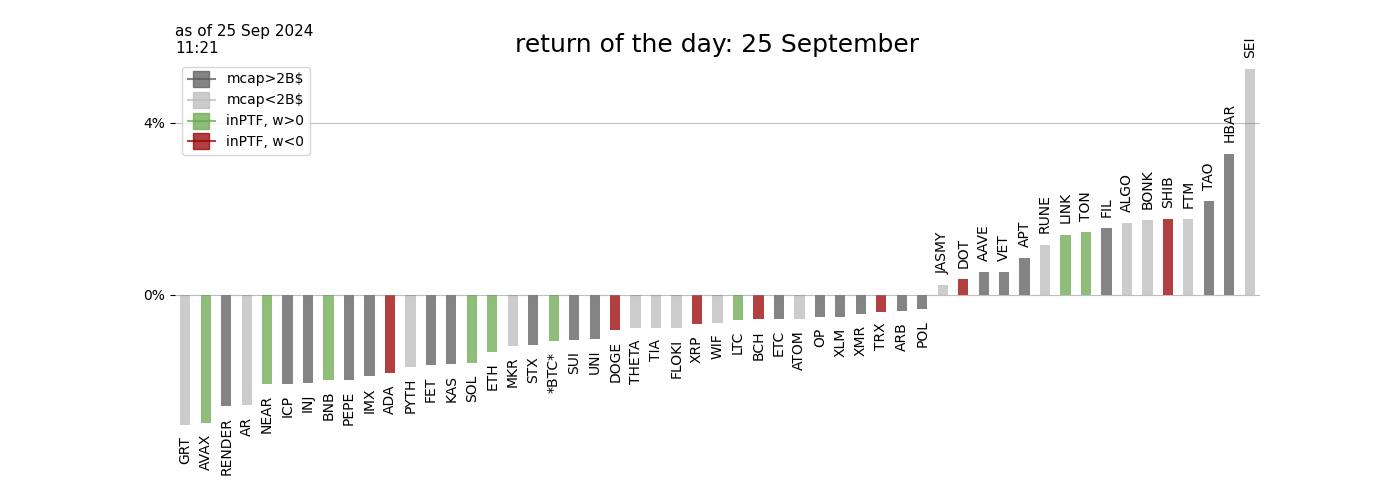 as of 25 Sep 2024
11:21
return of the day: 25 September
mcap>2B$
mcap<2B$
inPTF, w>0
inPTF, w<0
4%
0%
GRT
AVAX
RENDER
AR
NEAR
ICP
INJ
BNB
PEPE
IMX
ADA
PYTH
FET
KAS
SOL
ETH
MKR
STX
*BTC*
SUI
UNI
DOGE
THETA
TIA
FLOKI
XRP
WIF
LTC
BCH
ETC
ATOM
OP
XLM
XMR
TRX
ARB
POL
JASMY
DOT
AAVE
VET
APT
RUNE
LINK
TON
FIL
ALGO
BONK
SHIB
FTM
TAO
HBAR
SEI